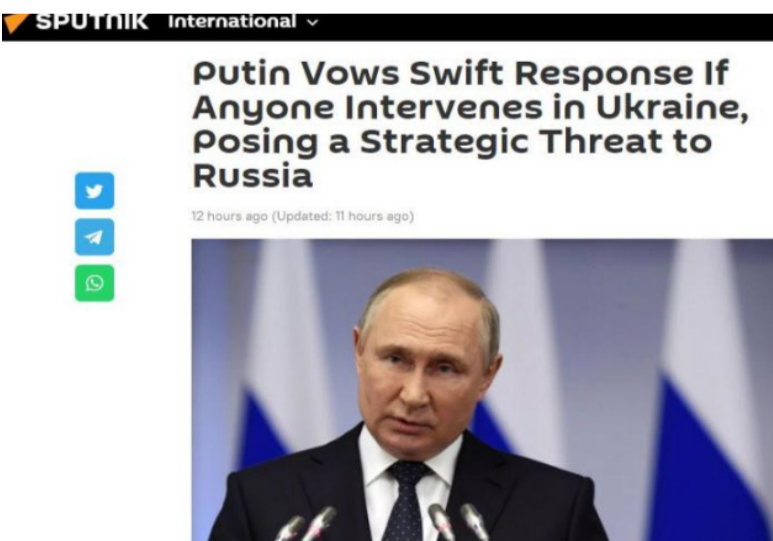 SPUTNIK International
Putin Vows Swift Response If
Anyone Intervenes in Ukraine,
Posing a Strategic Threat to
Russia
12 hours ago (Updated: 11 hours ago)